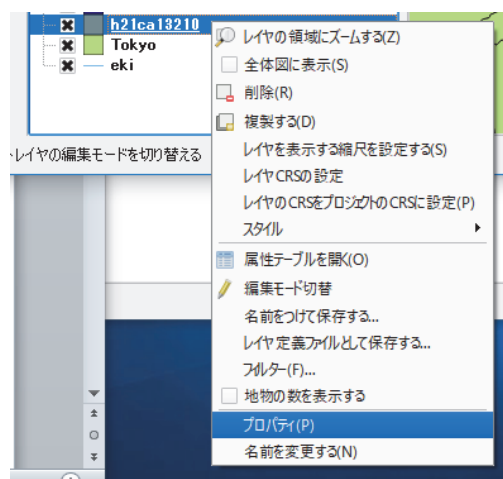 h21ca13210
Tokyo
eki
レイヤの編集モードを切り替える
レイヤの領域にズームする(Z)
全体図に表示(S)
削除(R)
複製する(D)
レイヤを表示する縮尺を設定する(S)
レイヤCRSの設定
レイヤのCRSをプロジェクトのCRSに設定(P)
スタイル
属性テーブルを開く(O)
編集モード切替
名前をつけて保存する...
レイヤ定義ファイルとして保存する...
フィルター(F)...
地物の数を表示する
プロパティ(P)
名前を変更する(N)